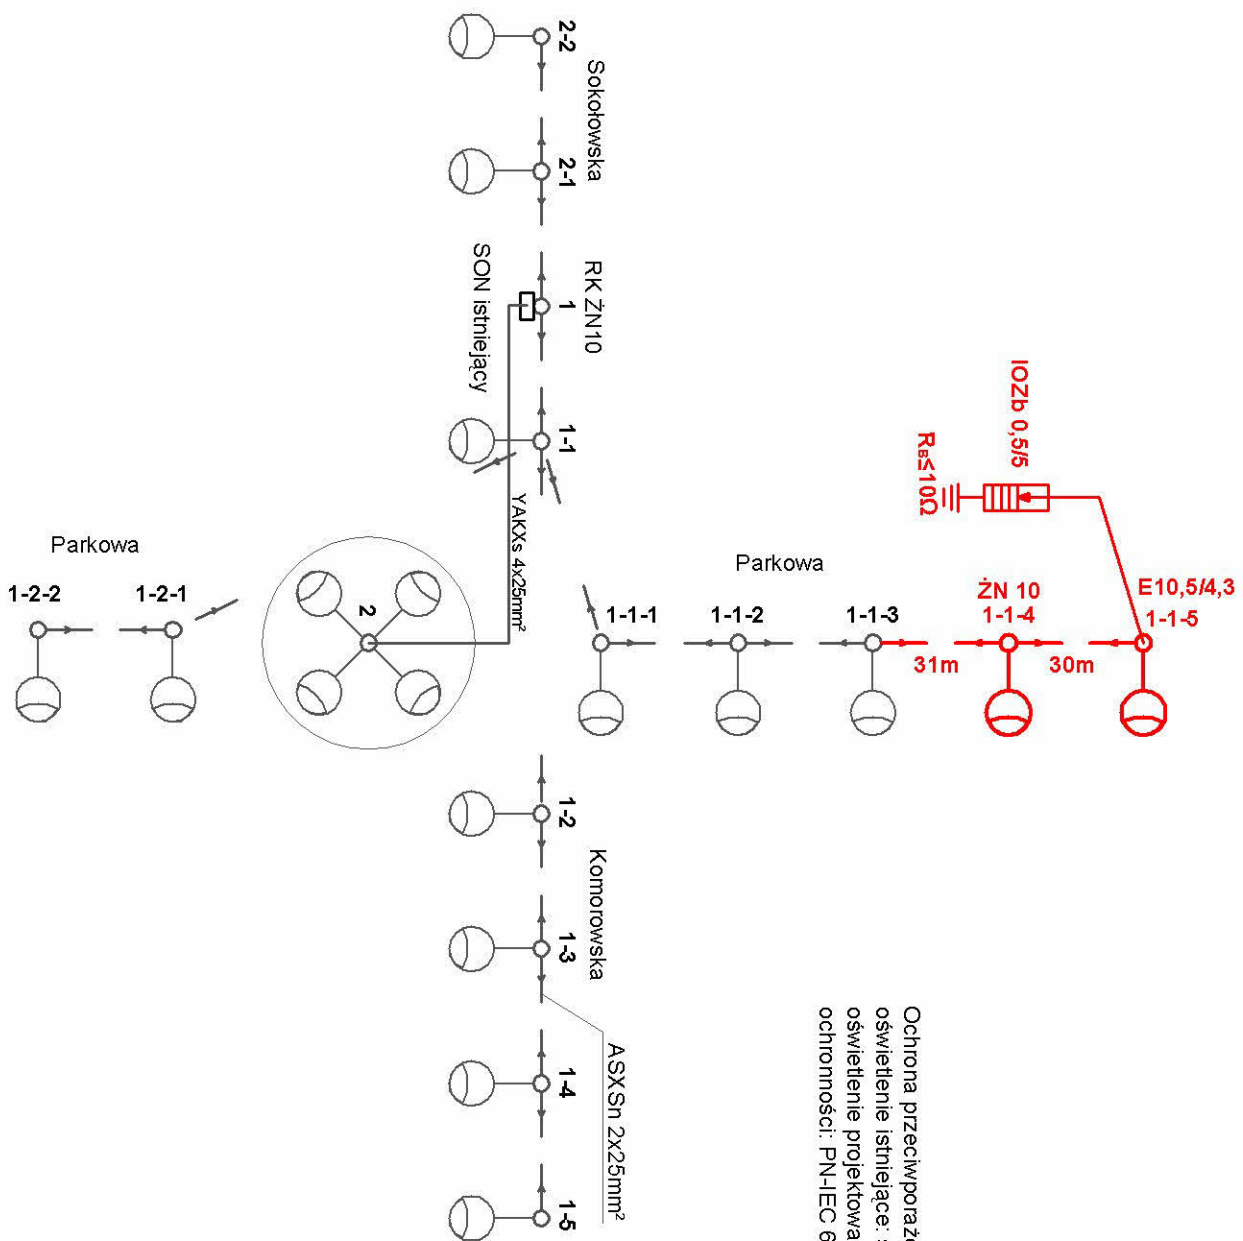 2-2
Sokołowska
2-1
RK ŻN10
1
SON istniejący
1-1
YAKXs 4x25mm²
IOZb 0,5/5
RB≤10Ω
Parkowa
1-2-2
1-2-1
2
Parkowa
1-1-1
1-1-2
1-1-3
31m
ŻN 10
1-1-4
30m
E10,5/4,3
1-1-5
1-2
Komorowska
1-3
ASXSn 2x25mm²
1-4
1-5
oświetlenie istniejące:
ochronności: PN-IEC
Ochrona
oświetlenie